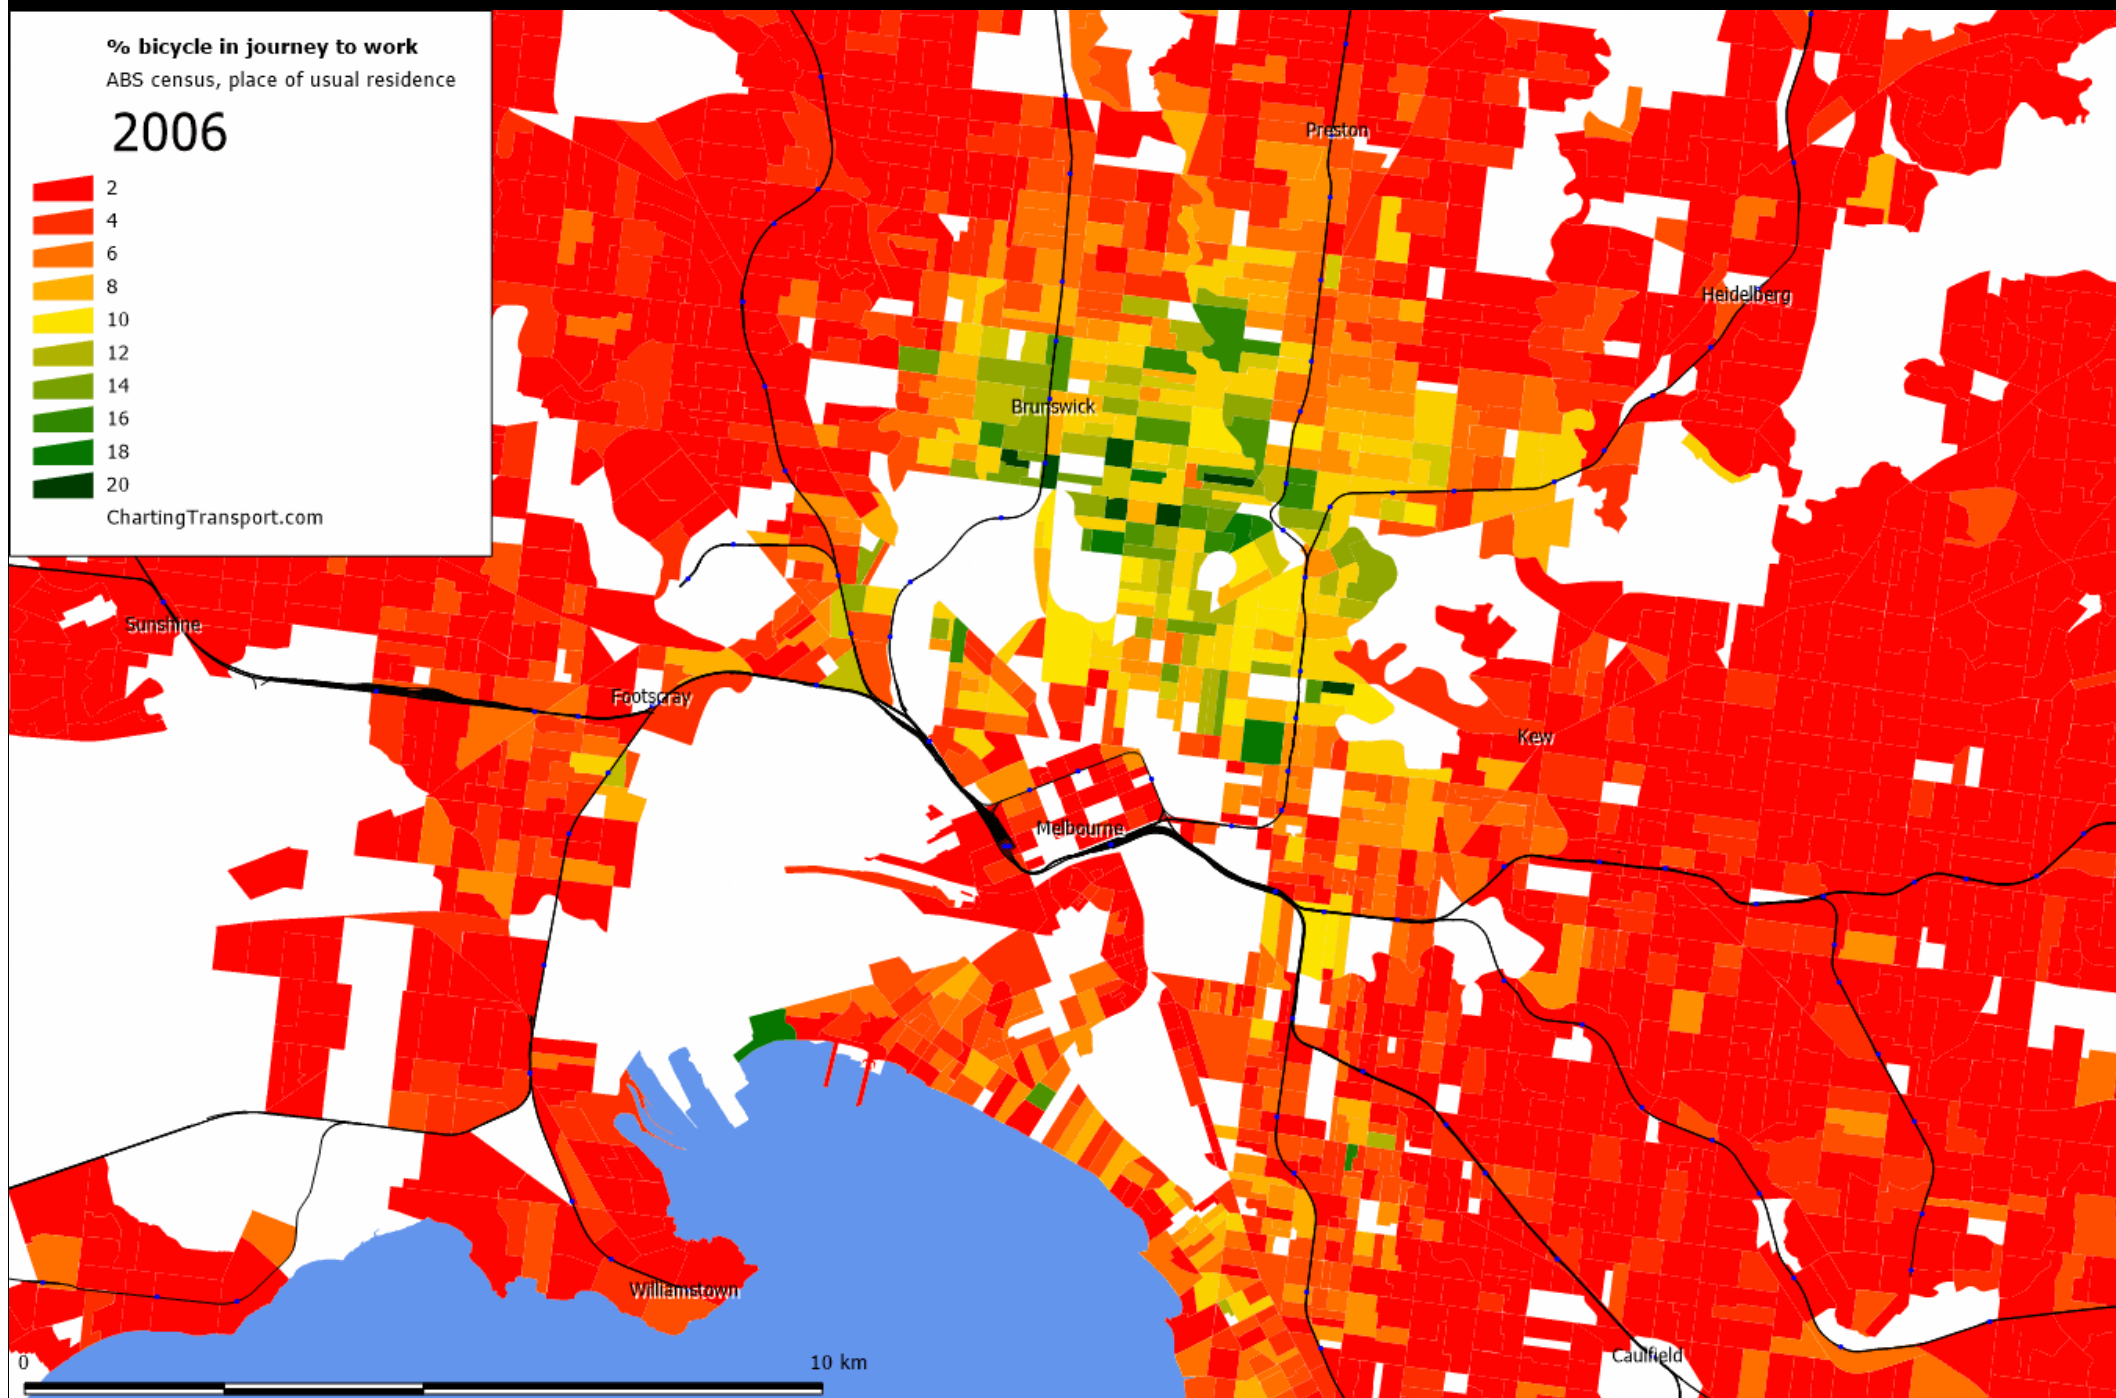 % bicycle in journey to work
ABS census, place of usual residence
2006
2
4
6
8
10
12
14
16
18
20
ChartingTransport.com
Preston
Heidelberg
Brunswick
Sunshine
Footscray
Kew
Melbourne
Williamstown
Caulfield
0 10 km